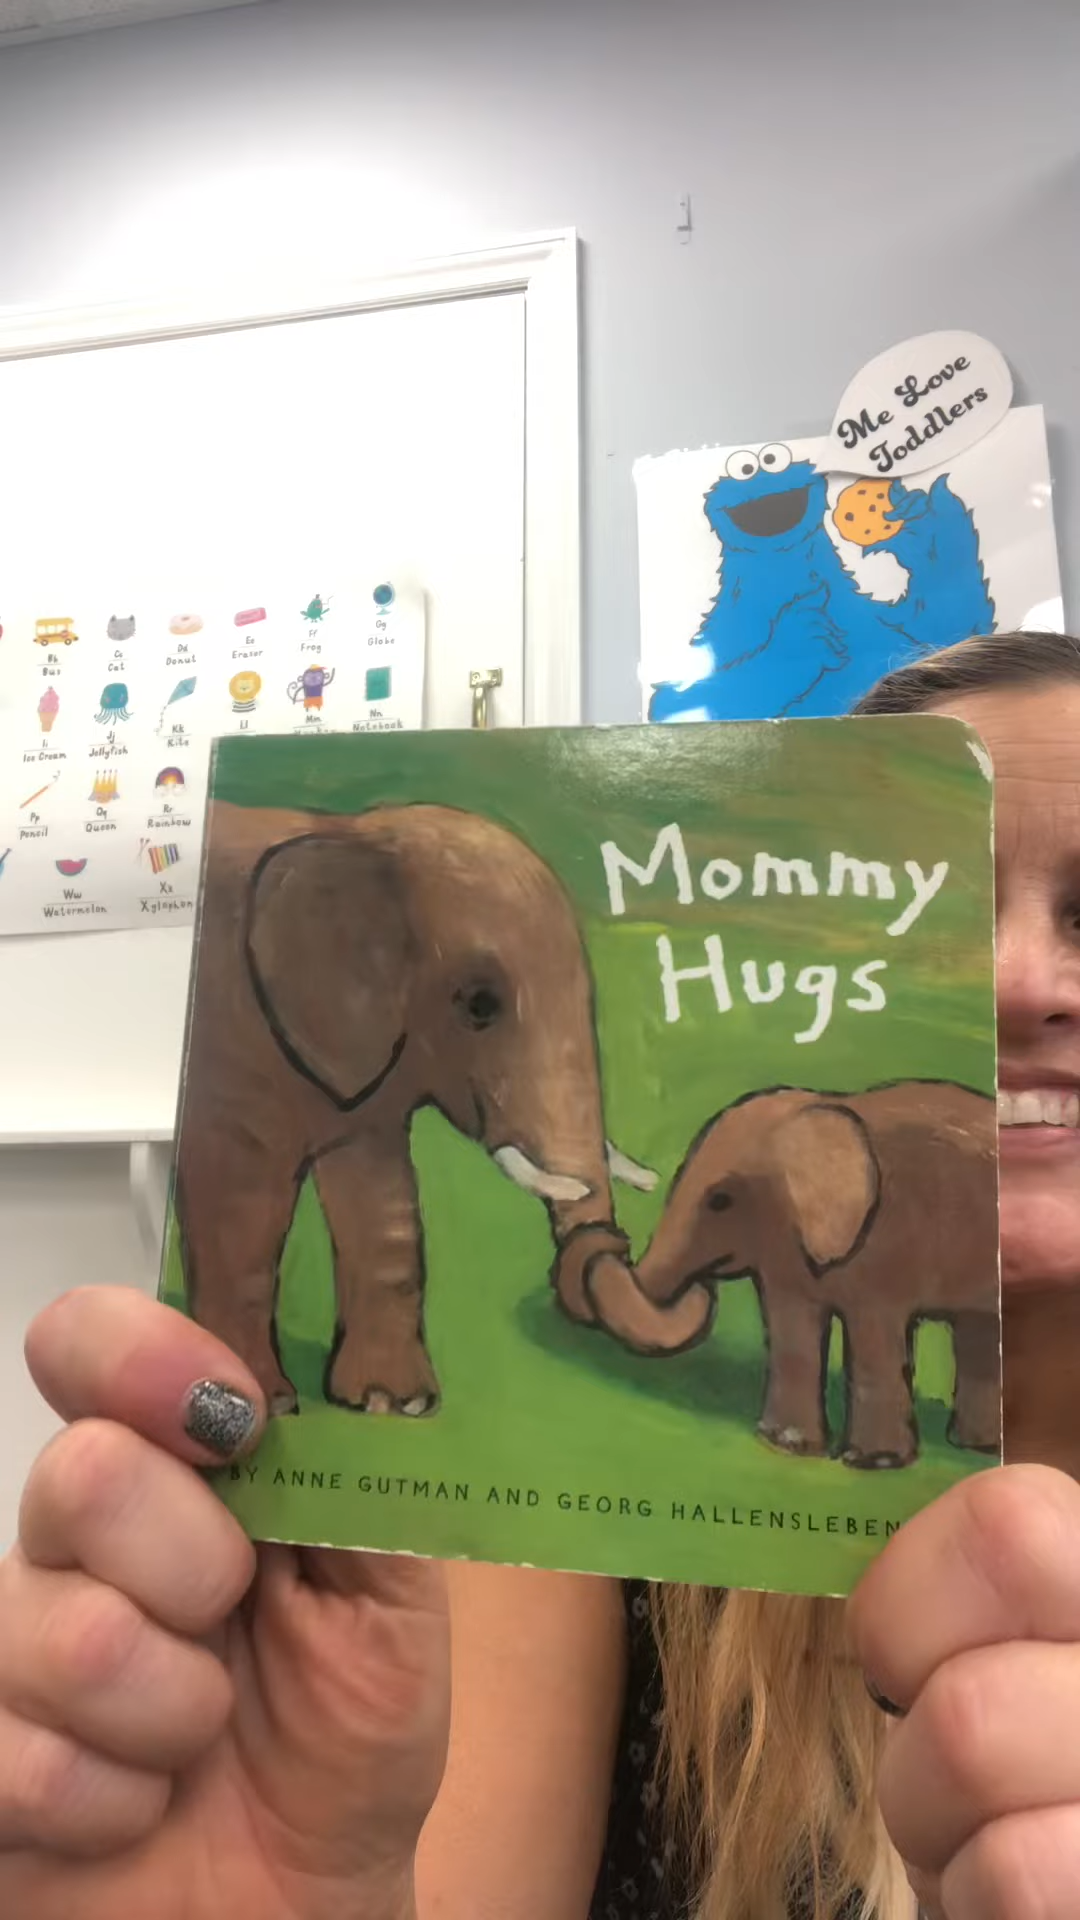 Me Love
Toddlers
Bb
Bus
Cc
Cat
Dd
Donut
Ee
Eraser
Ff
Frog
Gg
Globe
Ii
Ice Cream
Jj
Jellyfish
Kk
Kite
Ll
Mm
Nn
Notebook
Pp
Pencil
Qq
Queen
Rr
Rainbow
Ww
Watermelon
Xx
Xylophon
Mommy
Hugs
BY ANNE GUTMAN AND GEORG HALLENSLEBEN